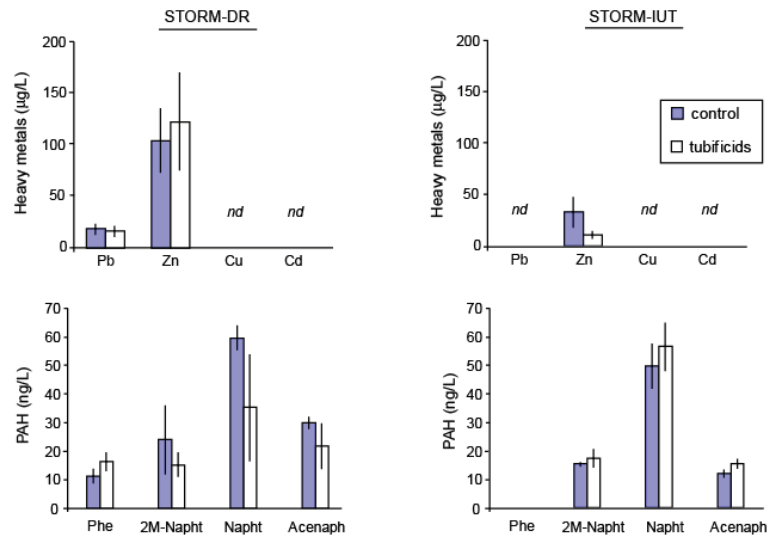 STORM-DR
Heavy metals (µg/L)
200
150
100
50
0
nd
nd
Pb Zn Cu Cd
STORM-IUT
Heavy metals (µg/L)
200
150
100
50
0
nd
nd
nd
Pb Zn Cu Cd
control
tubificids
PAH (ng/L)
70
60
50
40
30
20
10
0
Phe 2M-Napht Napht Acenaph
PAH (ng/L)
70
60
50
40
30
20
10
0
Phe 2M-Napht Napht Acenaph